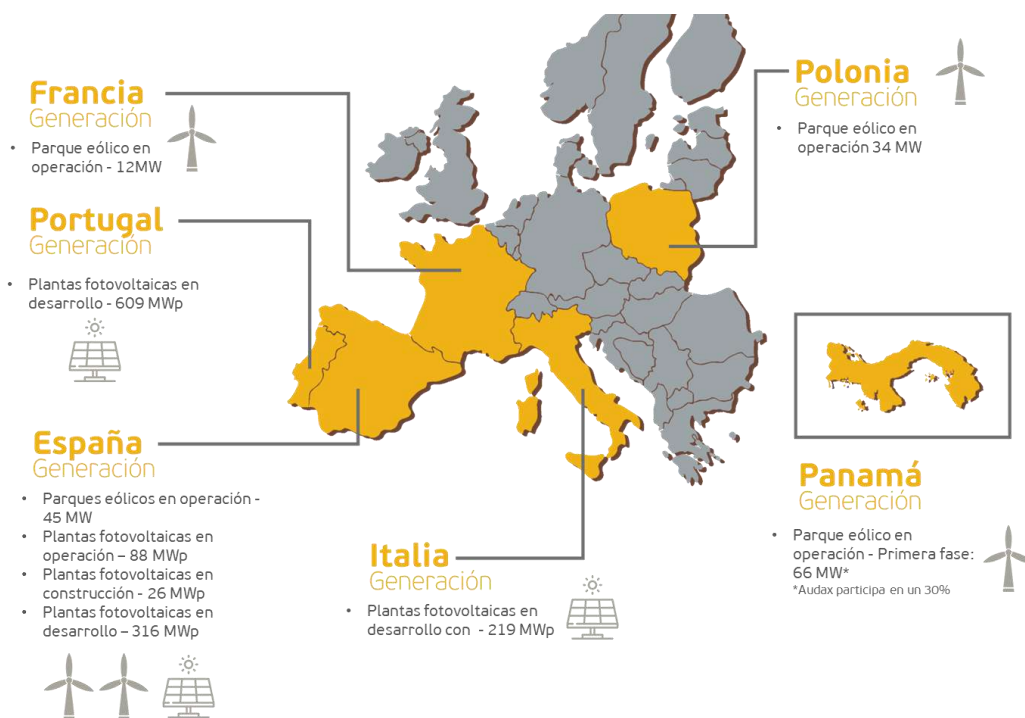 Francia
Generación
• Parque eólico en
operación - 12MW
Portugal
Generación
• Plantas fotovoltaicas en
desarrollo - 609 MWp
España
Generación
• Parques eólicos en operación -
45 MW
• Plantas fotovoltaicas en
operación – 88 MWp
• Plantas fotovoltaicas en
construcción - 26 MWp
• Plantas fotovoltaicas en
desarrollo – 316 MWp
Italia
Generación
• Plantas fotovoltaicas en
desarrollo con - 219 MWp
Polonia
Generación
• Parque eólico en
operación 34 MW
Panamá
Generación
• Parque eólico en
operación - Primera fase:
66 MW*
*Audax participa en un 30%